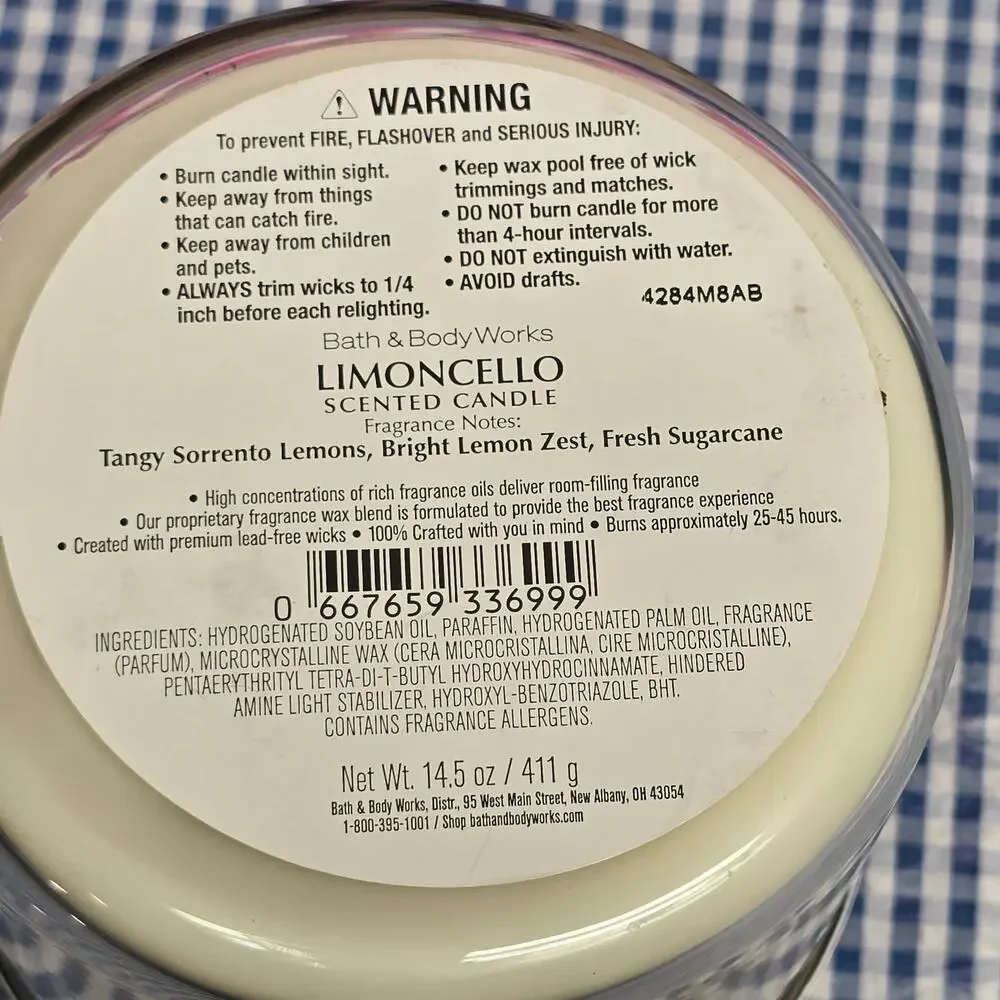 ⚠ WARNING
To prevent FIRE, FLASHOVER and SERIOUS INJURY:
• Burn candle within sight.
• Keep away from things
that can catch fire.
• Keep away from children
and pets.
• ALWAYS trim wicks to 1/4
inch before each relighting.
• Keep wax pool free of wick
trimmings and matches.
• DO NOT burn candle for more
than 4-hour intervals.
• DO NOT extinguish with water.
• AVOID drafts.
4284M8AB
Bath & Body Works
LIMONCELLO
SCENTED CANDLE
Fragrance Notes:
Tangy Sorrento Lemons, Bright Lemon Zest, Fresh Sugarcane
• High concentrations of rich fragrance oils deliver room-filling fragrance
• Our proprietary fragrance wax blend is formulated to provide the best fragrance experience
• Created with premium lead-free wicks • 100% Crafted with you in mind • Burns approximately 25-45 hours.
0 667659 336999
INGREDIENTS: HYDROGENATED SOYBEAN OIL, PARAFFIN, HYDROGENATED PALM OIL, FRAGRANCE
(PARFUM), MICROCRYSTALLINE WAX (CERA MICROCRISTALLINA, CIRE MICROCRISTALLINE),
PENTAERYTHRITYL TETRA-DI-T-BUTYL HYDROXYHYDROCINNAMATE, HINDERED
AMINE LIGHT STABILIZER, HYDROXYL-BENZOTRIAZOLE, BHT.
CONTAINS FRAGRANCE ALLERGENS.
Net Wt. 14.5 oz / 411 g
Bath & Body Works, Distr., 95 West Main Street, New Albany, OH 43054
1-800-395-1001 / Shop bathandbodyworks.com